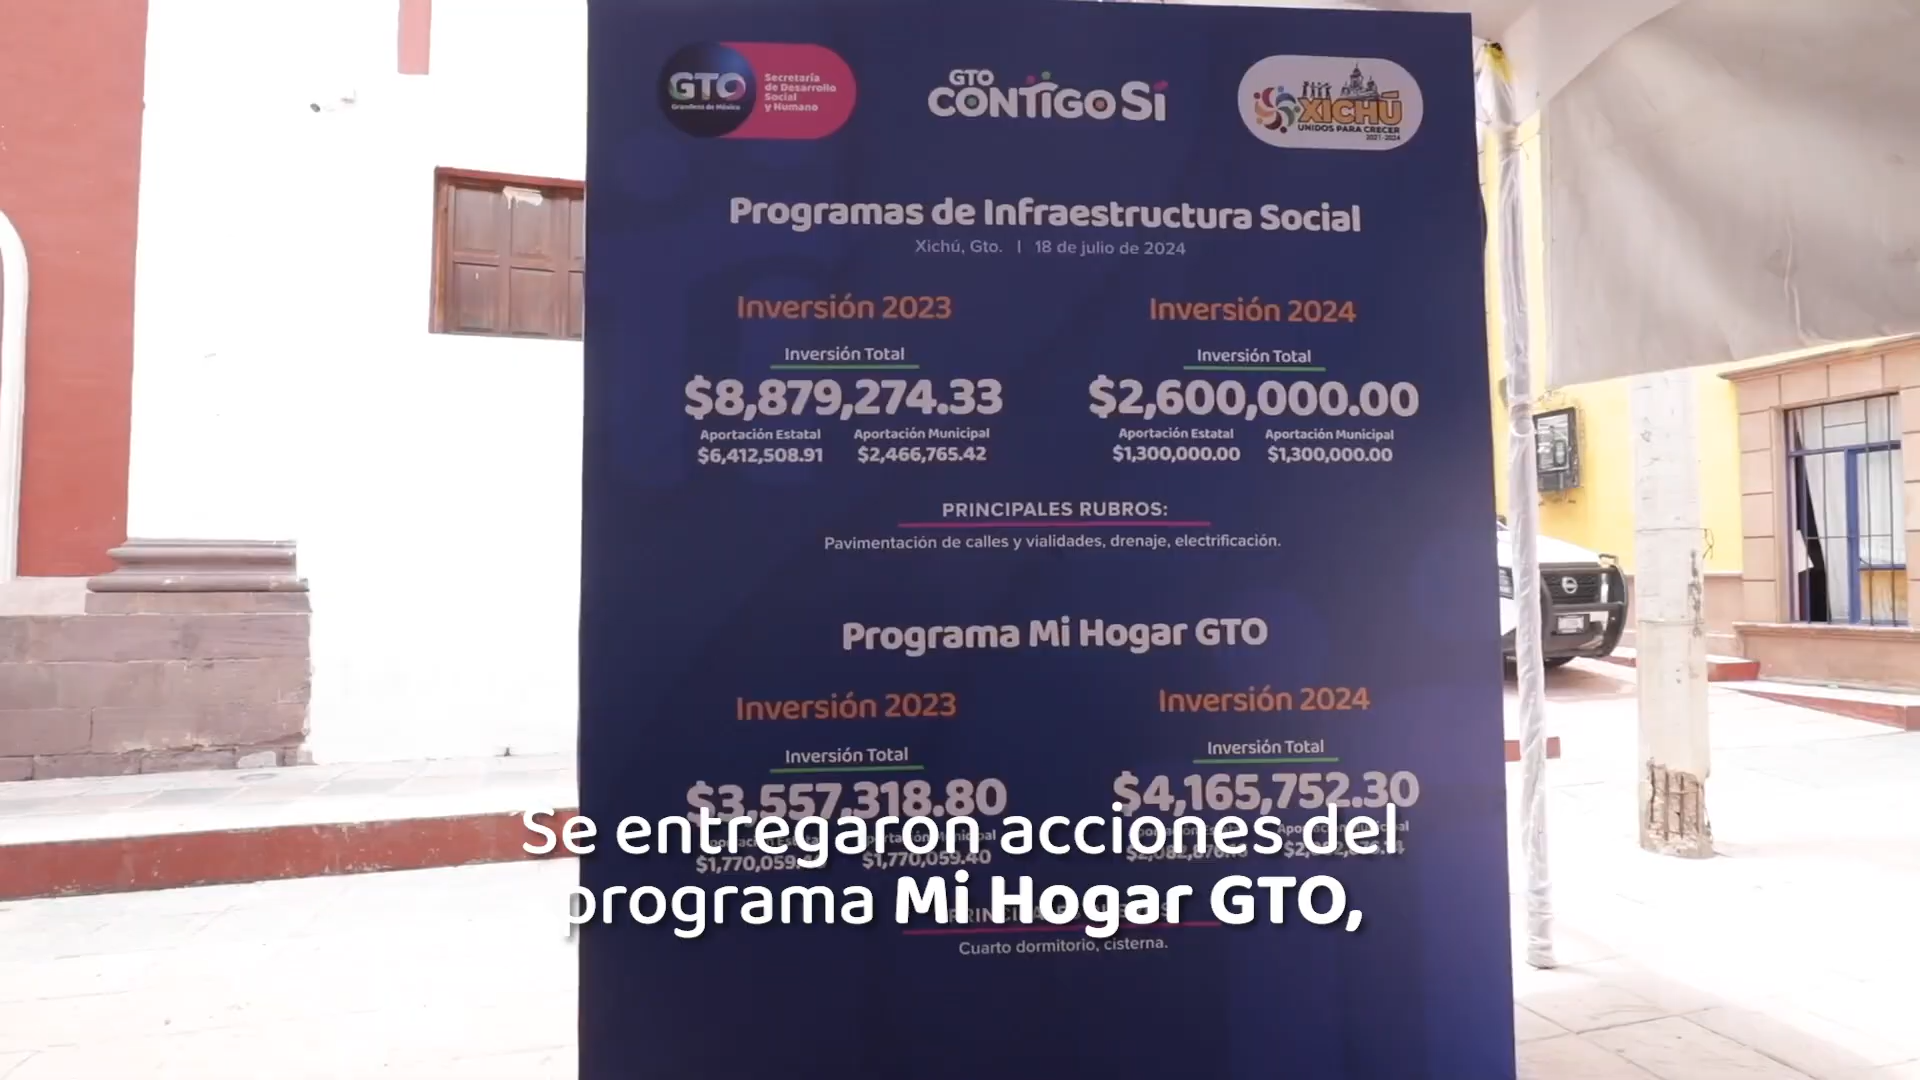 GTO
Grandeza de México
Secretaría
de Desarrollo
Social
y Humano
GTO
CONTIGO Sí
XICHÚ
UNIDOS PARA CRECER
2021-2024
Programas de Infraestructura Social
Xichú, Gto. | 18 de julio de 2024
Inversión 2023
Inversión Total
$8,879,274.33
Aportación Estatal Aportación Municipal
$6,412,508.91 $2,466,765.42
Inversión 2024
Inversión Total
$2,600,000.00
Aportación Estatal Aportación Municipal
$1,300,000.00 $1,300,000.00
PRINCIPALES RUBROS:
Pavimentación de calles y vialidades, drenaje, electrificación.
Programa Mi Hogar GTO
Inversión 2023
Inversión Total
$3,557,318.80
$1,770,059.40
Inversión 2024
Inversión Total
$4,165,752.30
Cuarto dormitorio, cisterna.
Se entregaron acciones del
programa Mi Hogar GTO,